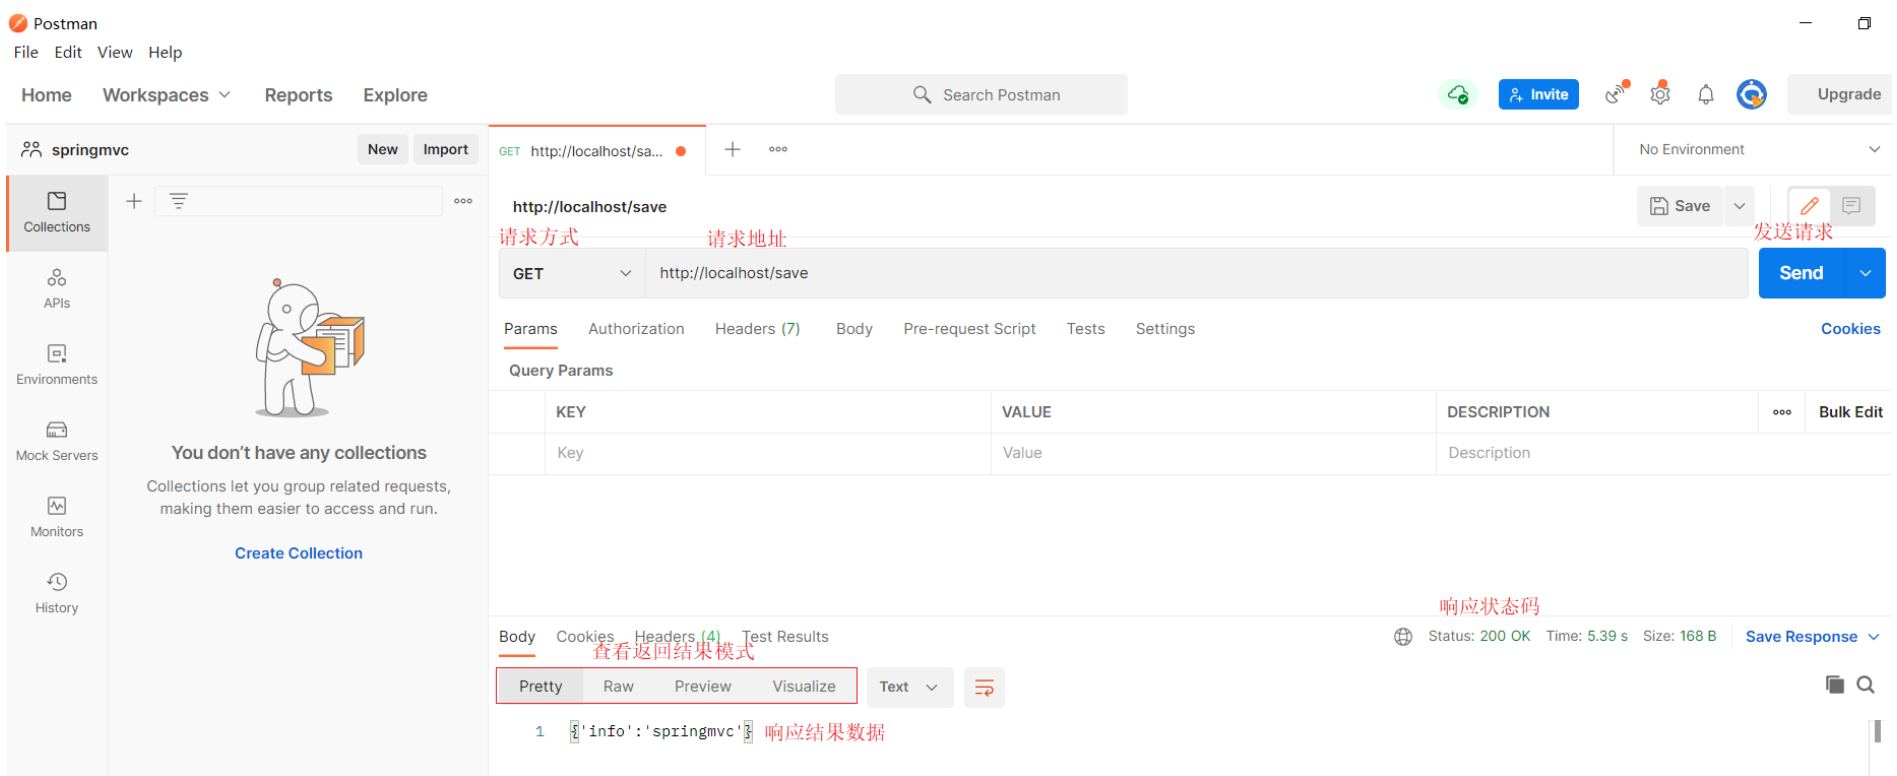 Postman
File Edit View Help
Home Workspaces Reports Explore Search Postman Invite Upgrade
springmvc New Import GET http://localhost/sa... No Environment
Collections
http://localhost/save Save
请求方式 请求地址 发送请求
GET http://localhost/save Send
APIs
Params Authorization Headers (7) Body Pre-request Script Tests Settings Cookies
Environments
Query Params
KEY VALUE DESCRIPTION Bulk Edit
Key Value Description
Mock Servers
You don't have any collections
Collections let you group related requests,
making them easier to access and run.
Monitors
Create Collection
History
响应状态码
Body Cookies Headers (4) Test Results Status: 200 OK Time: 5.39 s Size: 168 B Save Response
查看返回结果模式
Pretty Raw Preview Visualize Text
1 {'info':'springmvc'} 响应结果数据